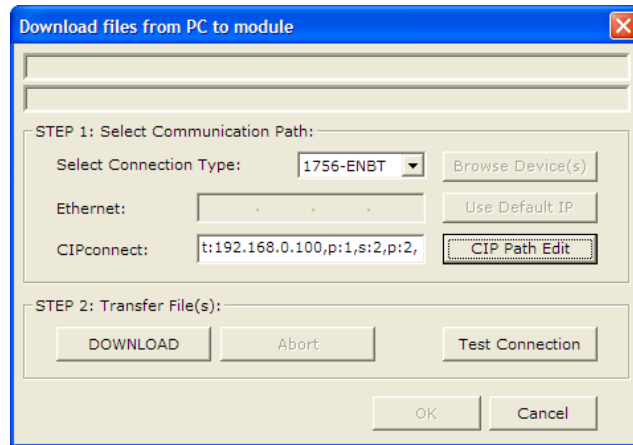 Download files from PC to module
STEP 1: Select Communication Path:
Select Connection Type: 1756-ENBT Browse Device(s)
Ethernet: . . . Use Default IP
CIPconnect: t:192.168.0.100,p:1,s:2,p:2, CIP Path Edit
STEP 2: Transfer File(s):
DOWNLOAD Abort Test Connection
OK Cancel